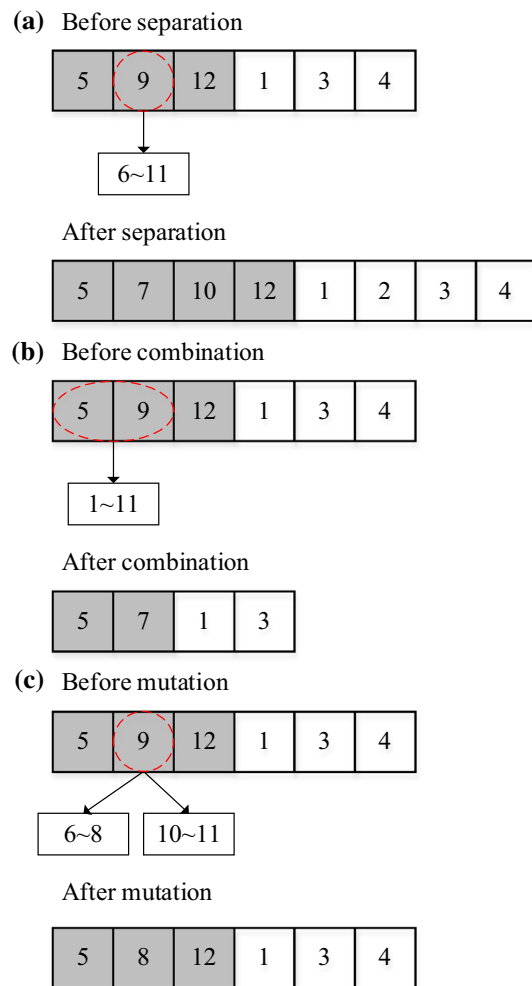 (a) Before separation
5 9 12 1 3 4
6~11
After separation
5 7 10 12 1 2 3 4
(b) Before combination
5 9 12 1 3 4
1~11
After combination
5 7 1 3
(c) Before mutation
5 9 12 1 3 4
6~8 10~11
After mutation
5 8 12 1 3 4